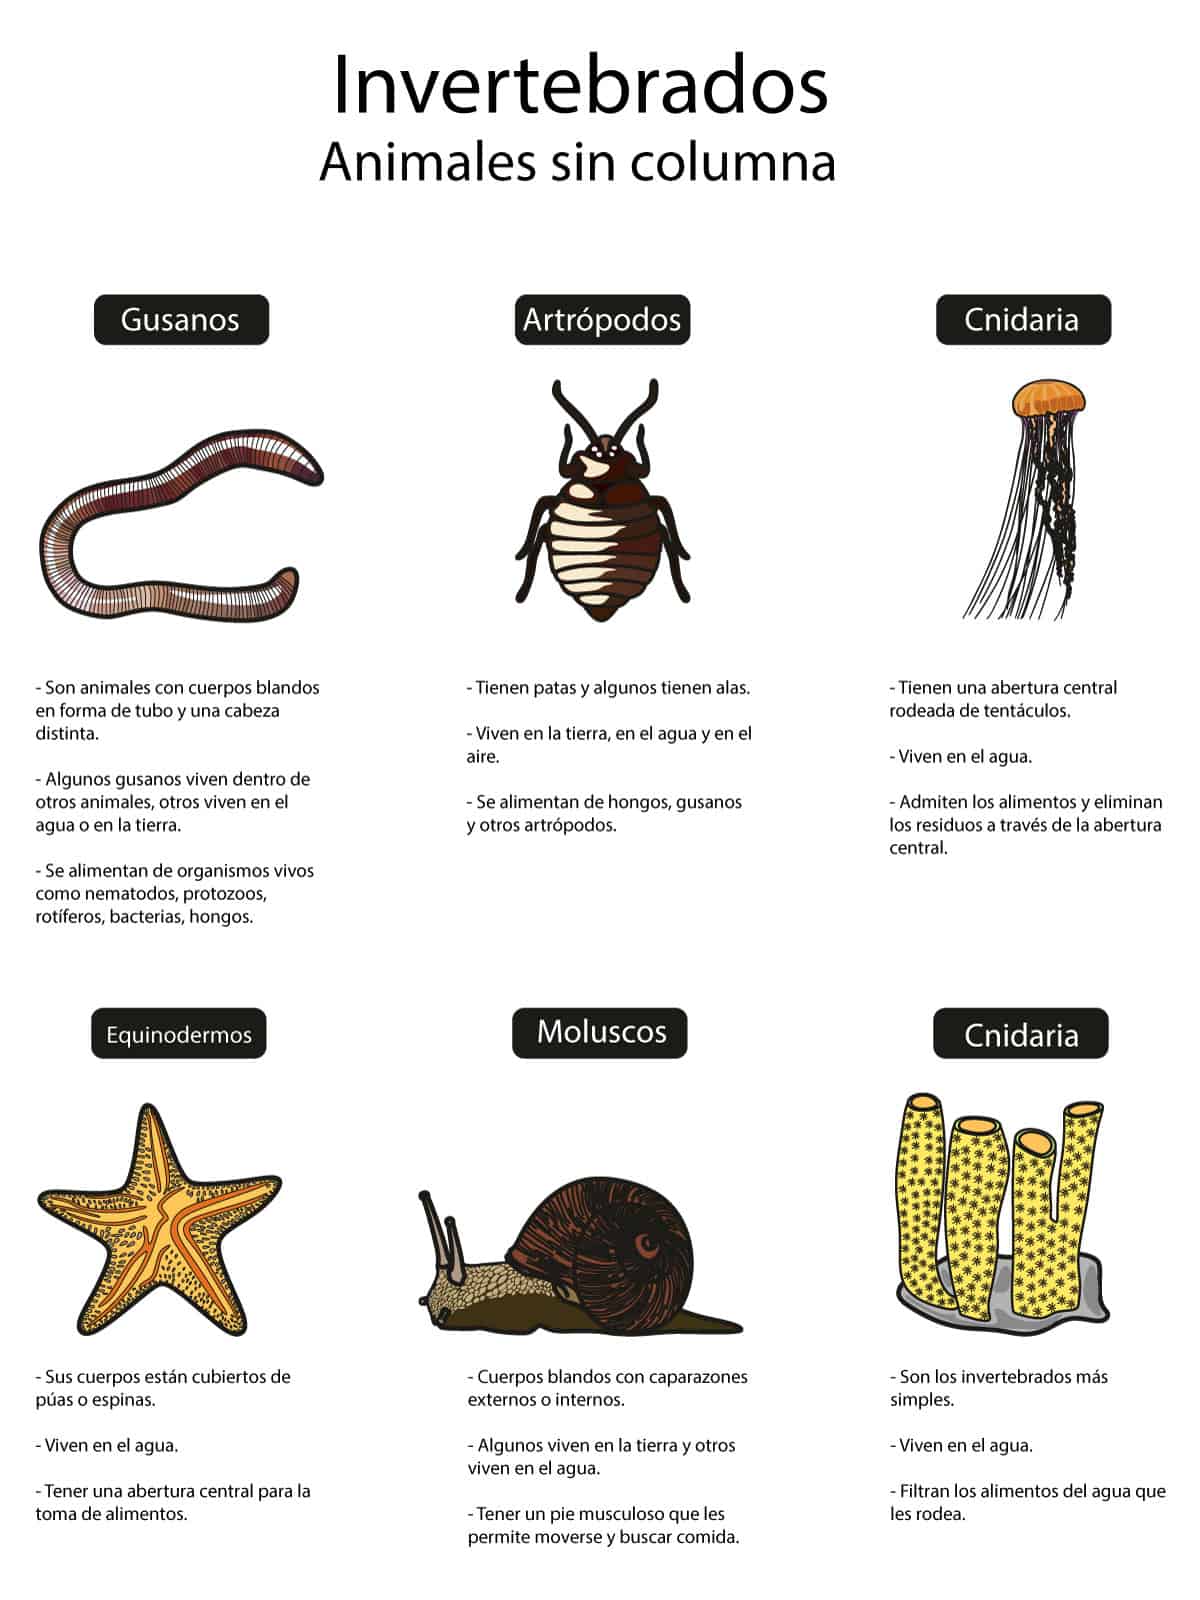 Invertebrados
Animales sin columna
Gusanos
- Son animales con cuerpos blandos
en forma de tubo y una cabeza
distinta.
- Algunos gusanos viven dentro de
otros animales, otros viven en el
agua o en la tierra.
- Se alimentan de organismos vivos
como nematodos, protozoos,
rotíferos, bacterias, hongos.
Artrópodos
- Tienen patas y algunos tienen alas.
- Viven en la tierra, en el agua y en el
aire.
- Se alimentan de hongos, gusanos
y otros artrópodos.
Cnidaria
- Tienen una abertura central
rodeada de tentáculos.
- Viven en el agua.
- Admiten los alimentos y eliminan
los residuos a través de la abertura
central.
Equinodermos
- Sus cuerpos están cubiertos de
púas o espinas.
- Viven en el agua.
- Tener una abertura central para la
toma de alimentos.
Moluscos
- Cuerpos blandos con caparazones
externos o internos.
- Algunos viven en la tierra y otros
viven en el agua.
- Tener un pie musculoso que les
permite moverse y buscar comida.
Cnidaria
- Son los invertebrados más
simples.
- Viven en el agua.
- Filtran los alimentos del agua que
les rodea.